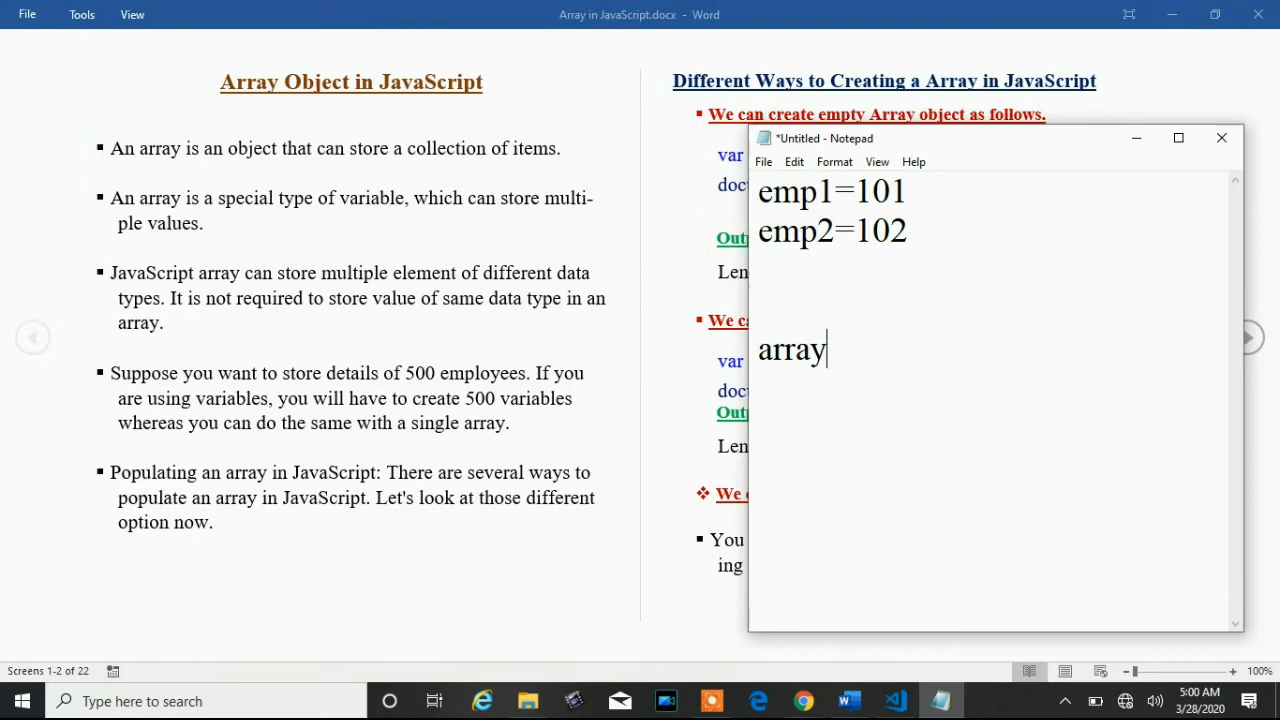 File Tools View Array in JavaScript.docx - Word
Array Object in JavaScript
▪ An array is an object that can store a collection of items.
▪ An array is a special type of variable, which can store multi-
ple values.
▪ JavaScript array can store multiple element of different data
types. It is not required to store value of same data type in an
array.
▪ Suppose you want to store details of 500 employees. If you
are using variables, you will have to create 500 variables
whereas you can do the same with a single array.
▪ Populating an array in JavaScript: There are several ways to
populate an array in JavaScript. Let's look at those different
option now.
Different Ways to Creating a Array in JavaScript
▪ We can create empty Array object as follows.
var
▪ We
var
❖ We
▪ You
ing
*Untitled - Notepad
File Edit Format View Help
emp1=101
emp2=102
array
Screens 1-2 of 22 100%
Type here to search
5:00 AM
3/28/2020